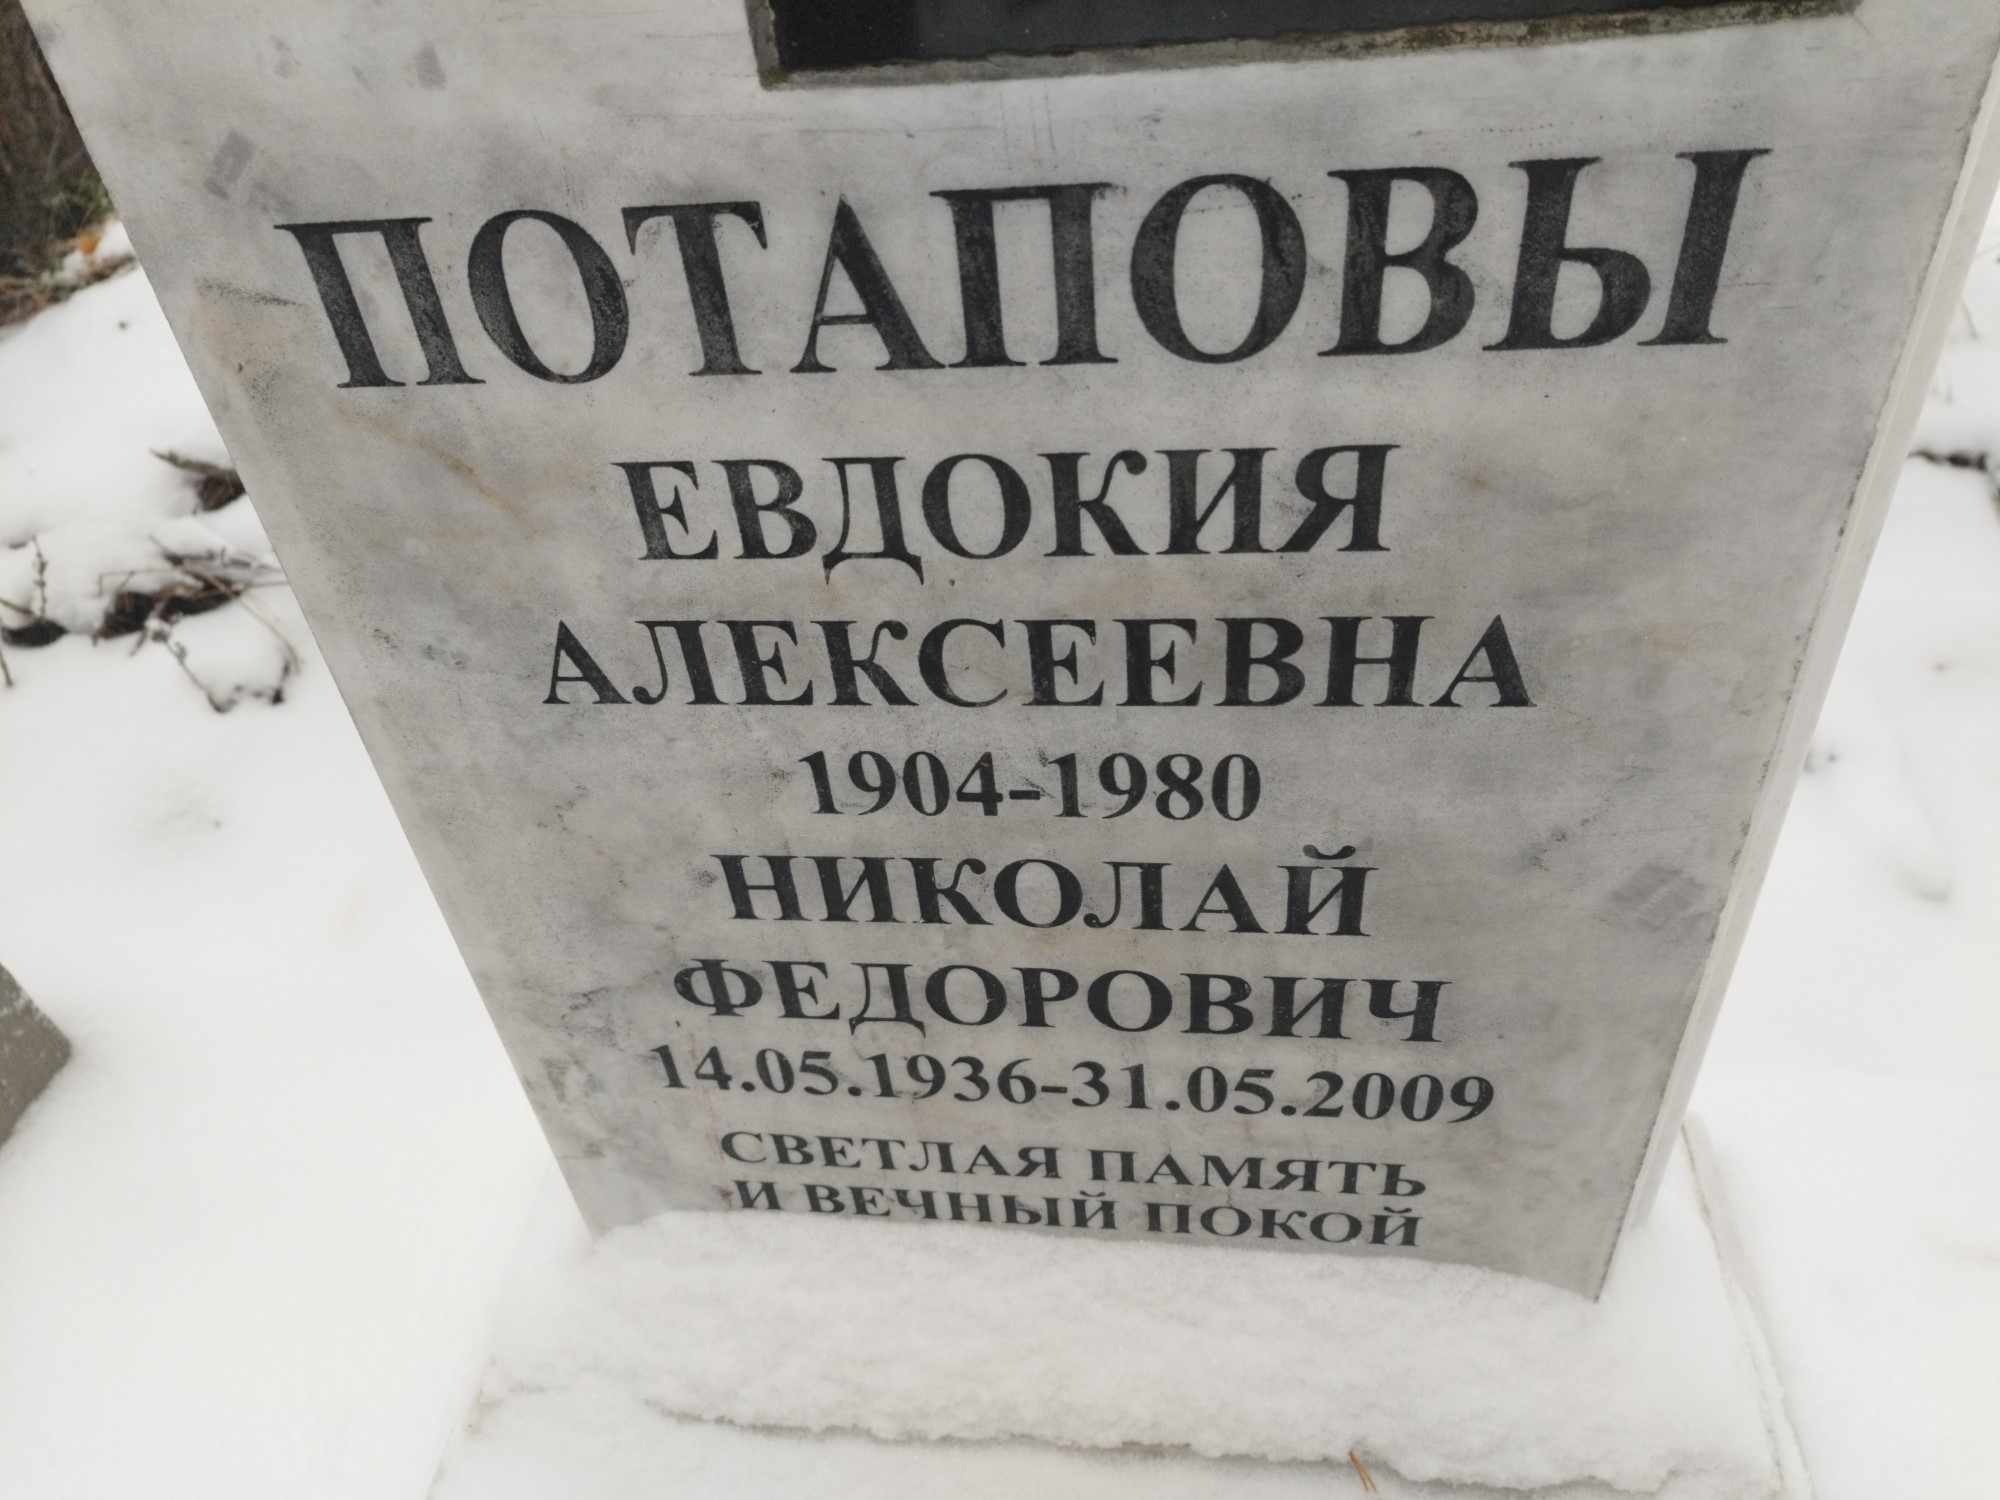 ПОТАПОВЫ
ЕВДОКИЯ
АЛЕКСЕЕВНА
1904-1980
НИКОЛАЙ
ФЕДОРОВИЧ
14.05.1936-31.05.2009
СВЕТЛАЯ ПАМЯТЬ
И ВЕЧНЫЙ ПОКОЙ